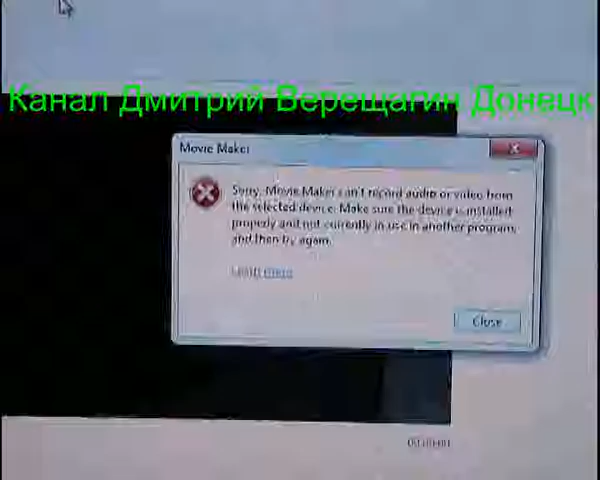 Канал Дмитрий Верещагин Донецк
Movie Maker
Sorry, Movie Maker can't record audio or video from
the selected device. Make sure the device is installed
properly and not currently in use in another program,
and then try again.
Learn more
Close